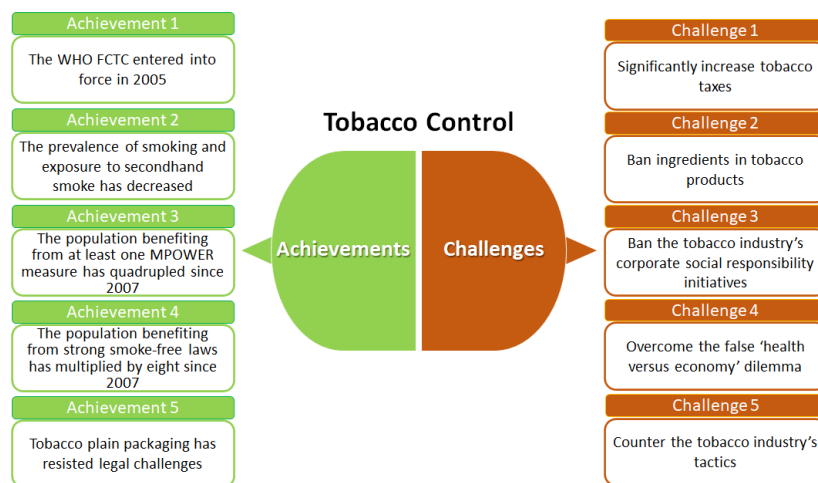 Achievement 1
The WHO FCTC entered into
force in 2005
Achievement 2
The prevalence of smoking and
exposure to secondhand
smoke has decreased
Achievement 3
The population benefiting
from at least one MPOWER
measure has quadrupled since
2007
Achievement 4
The population benefiting
from strong smoke-free laws
has multiplied by eight since
2007
Achievement 5
Tobacco plain packaging has
resisted legal challenges
Tobacco Control
Achievements
Challenges
Challenge 1
Significantly increase tobacco
taxes
Challenge 2
Ban ingredients in tobacco
products
Challenge 3
Ban the tobacco industry’s
corporate social responsibility
initiatives
Challenge 4
Overcome the false ‘health
versus economy’ dilemma
Challenge 5
Counter the tobacco industry’s
tactics